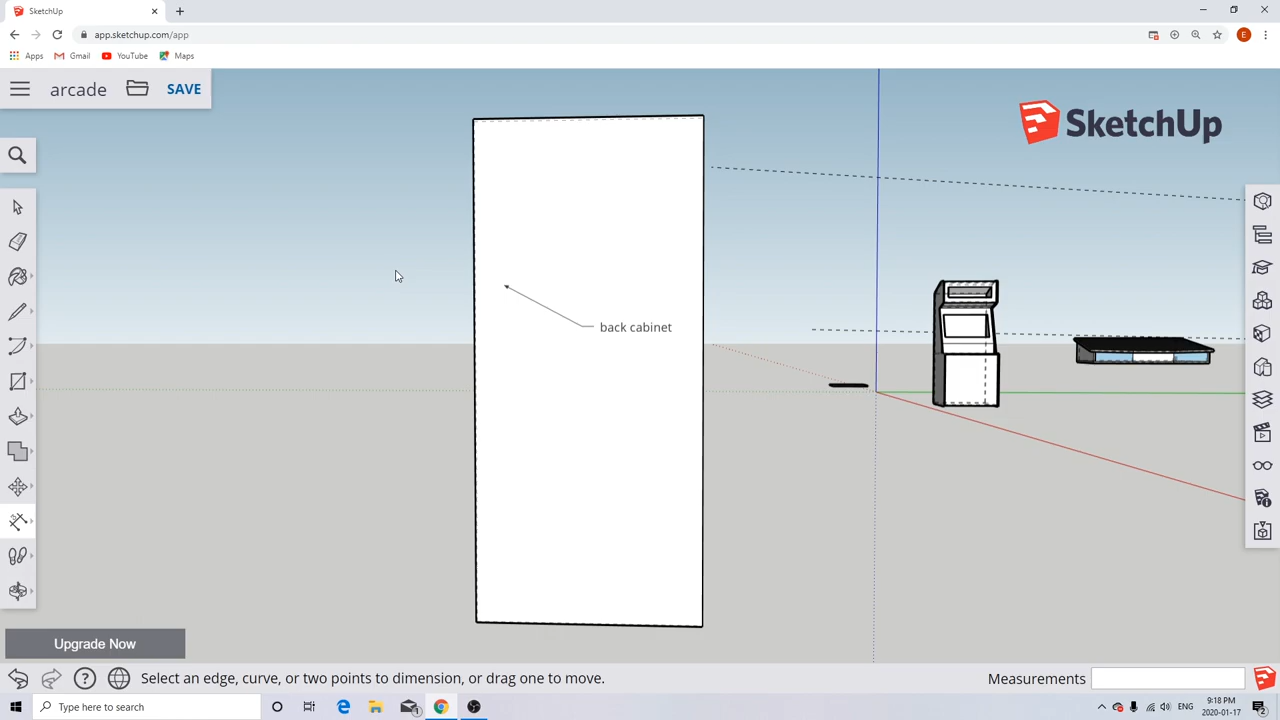 SketchUp
app.sketchup.com/app
E
Apps
Gmail
YouTube
Maps
arcade
SAVE
SketchUp
back cabinet
Upgrade Now
Select an edge, curve, or two points to dimension, or drag one to move.
Measurements
Type here to search
1
ENG
9:18 PM
2020-01-17
2